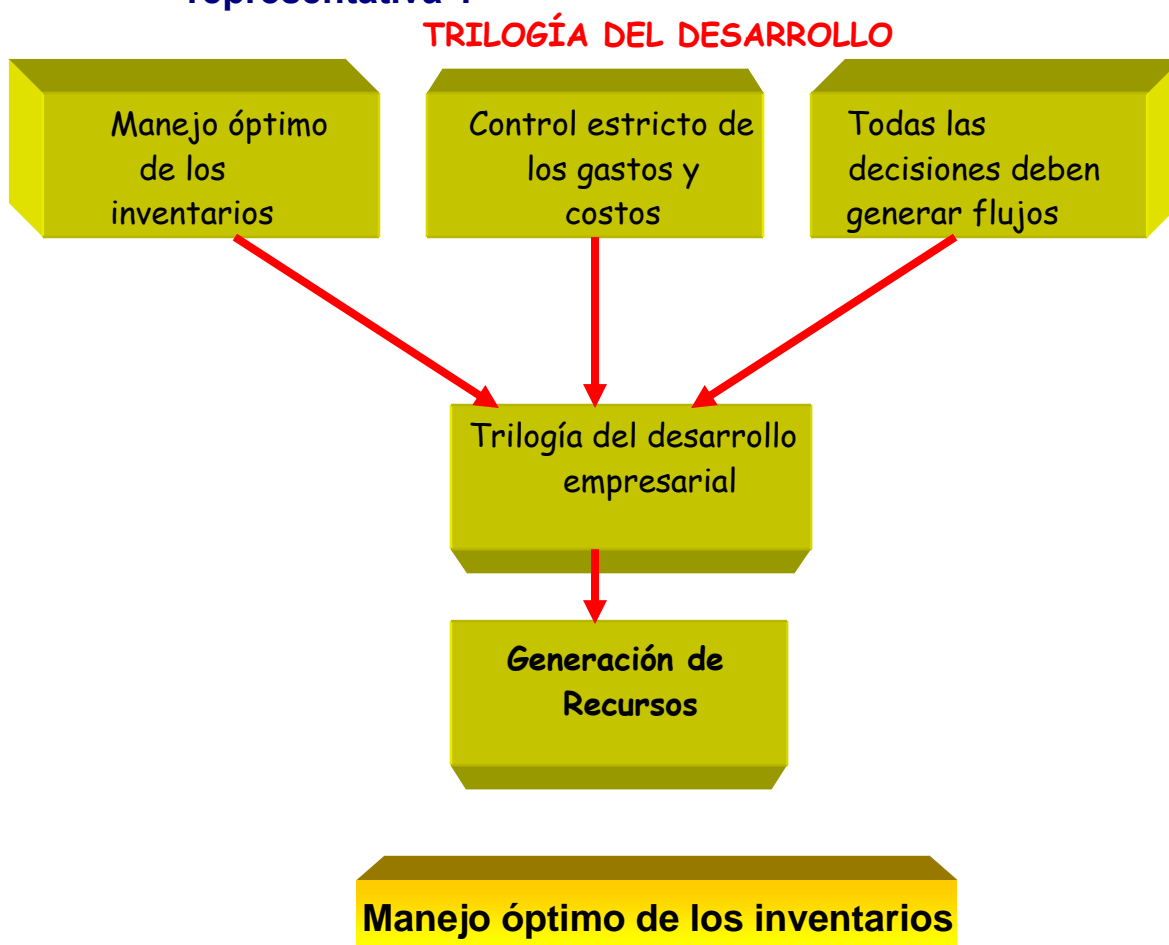 representativa".
TRILOGÍA DEL DESARROLLO
Manejo óptimo
de los
inventarios
Control estricto de
los gastos y
costos
Todas las
decisiones deben
generar flujos
Trilogía del desarrollo
empresarial
Generación de
Recursos
Manejo óptimo de los inventarios